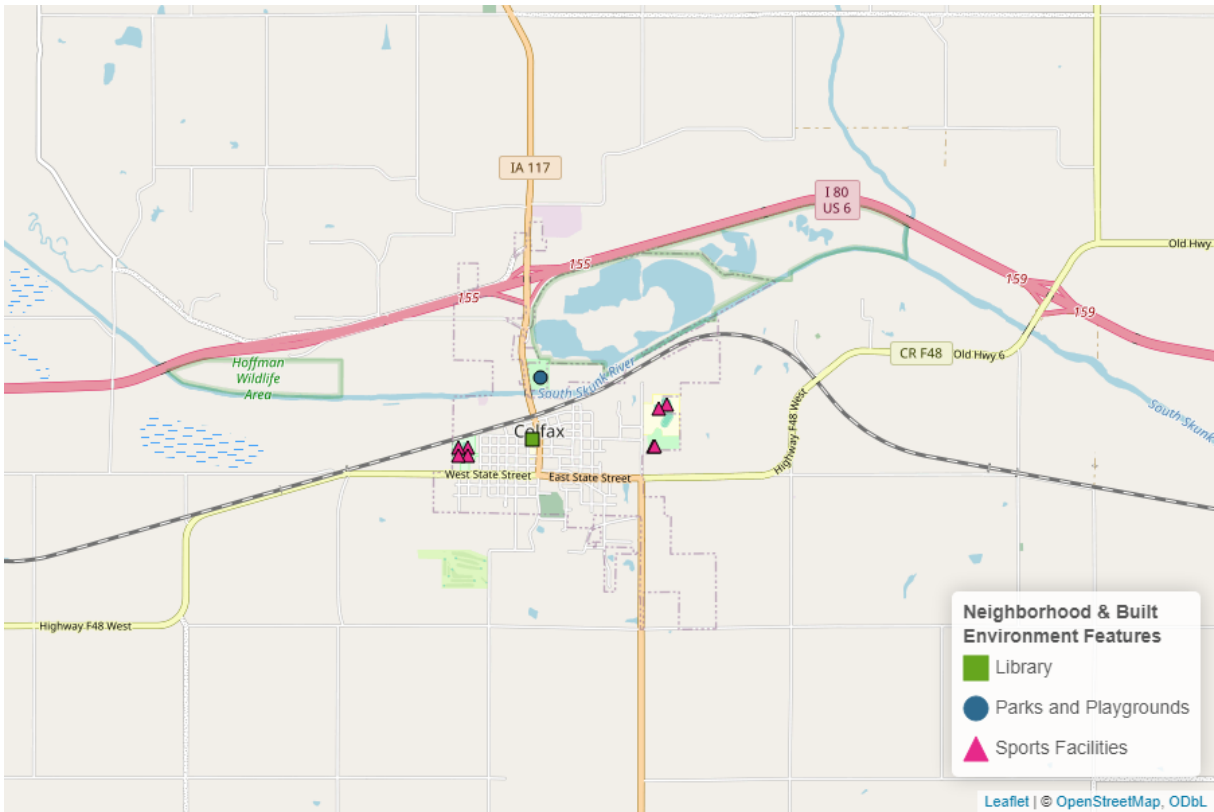 IA 117
I 80
US 6
Old Hwy.
155
155
159
159
Hoffman
Wildlife
Area
CR F48
Old Hwy 6
South Skunk River
South Skunk
Highway F48 West
Colfax
West State Street
East State Street
Highway F48 West
Neighborhood & Built
Environment Features
Library
Parks and Playgrounds
Sports Facilities
Leaflet | © OpenStreetMap, ODbL